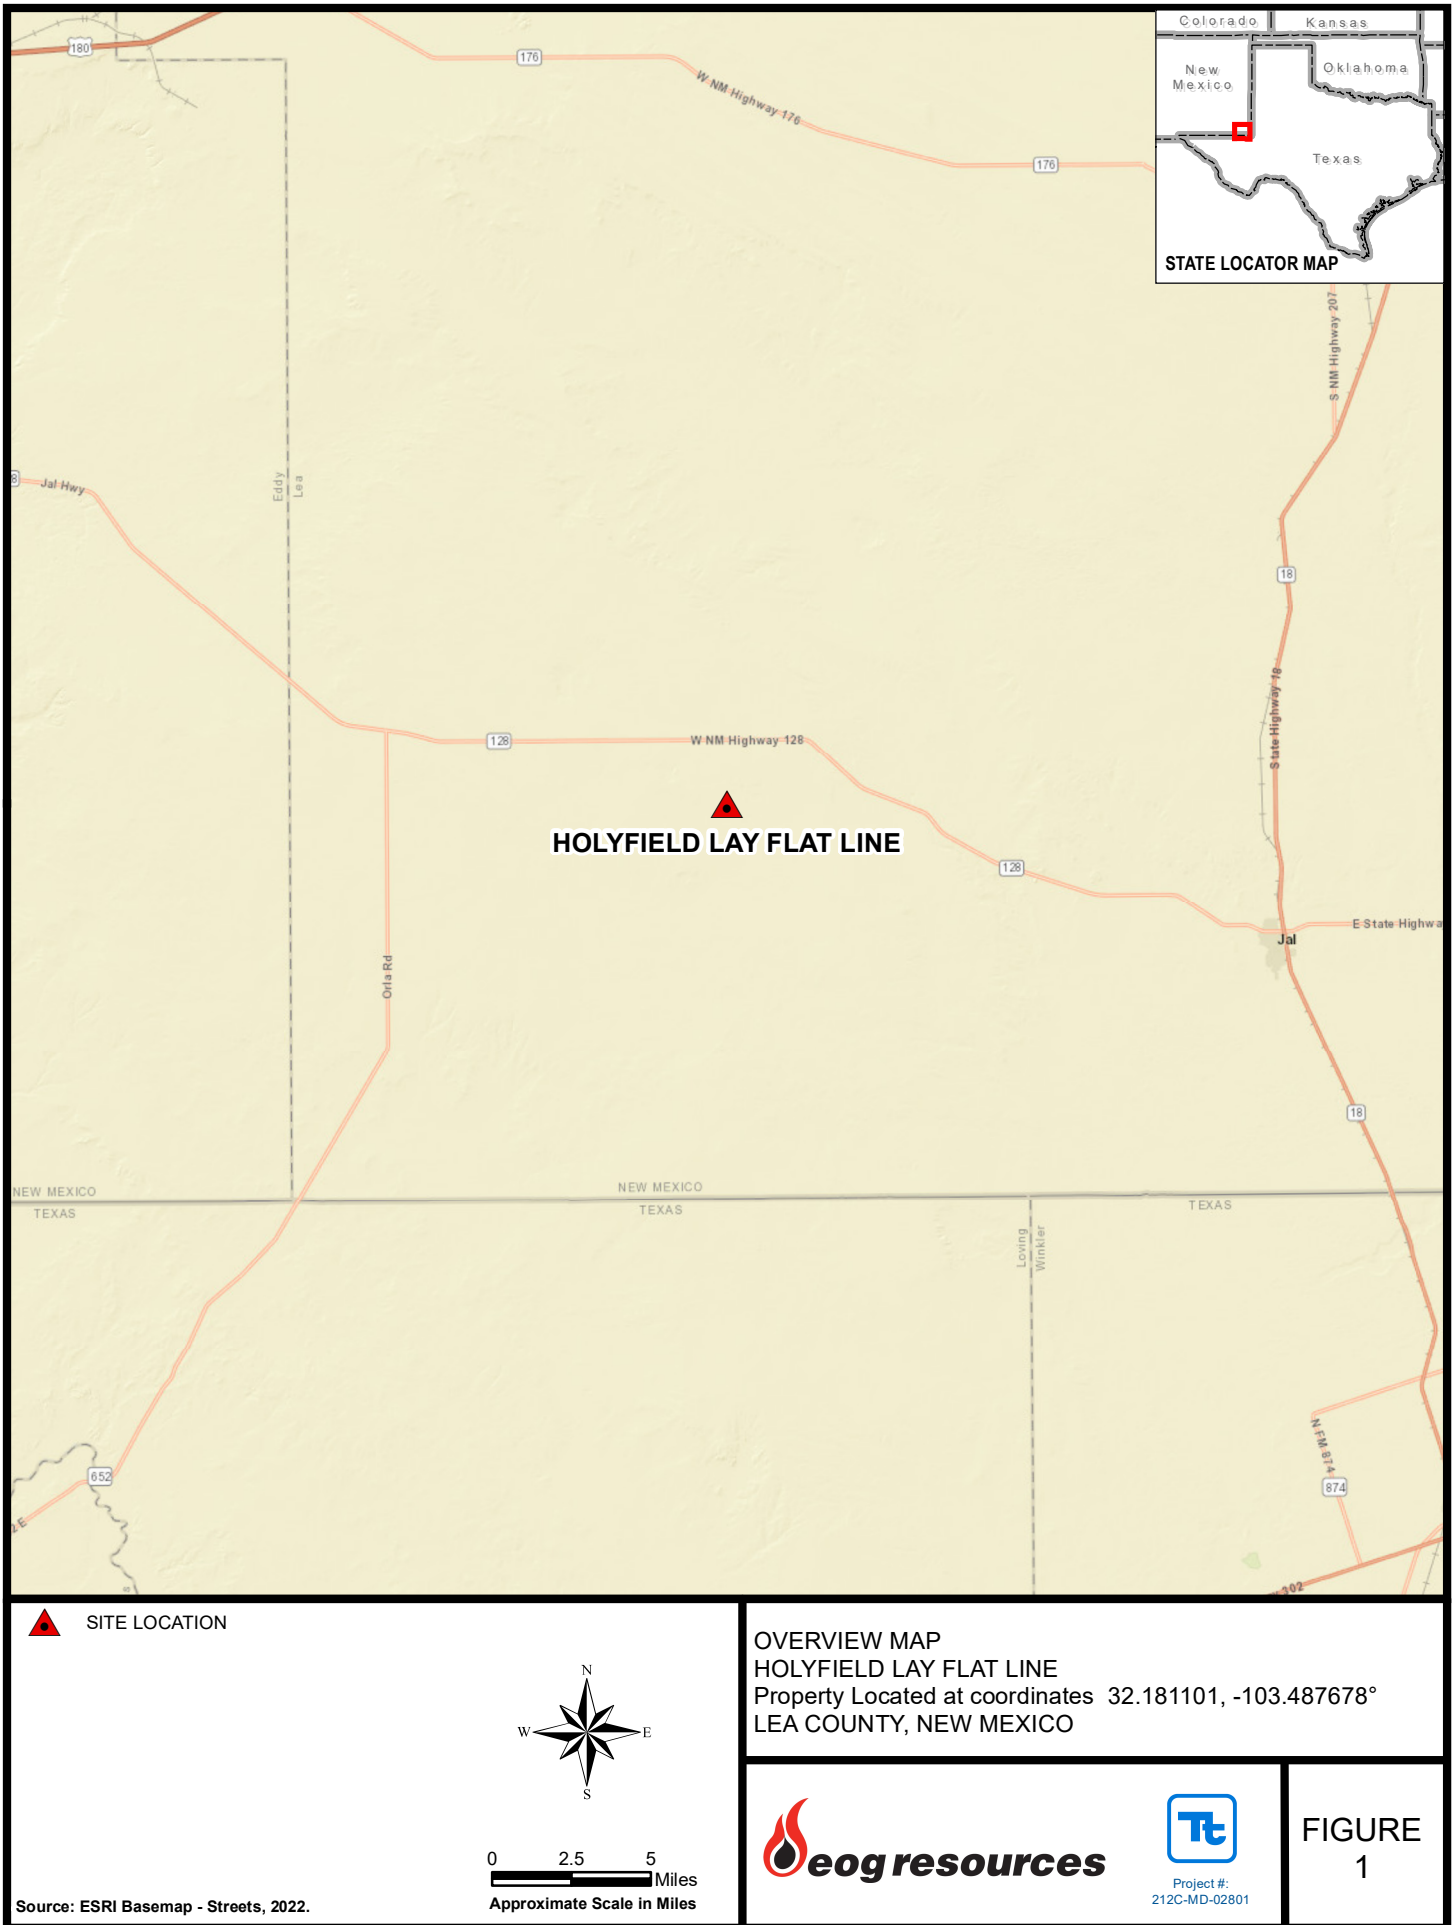 Colorado
Kansas
New
Mexico
Oklahoma
Texas
STATE LOCATOR MAP
180
176
W NM Highway 176
176
S NM Highway 207
Jal Hwy
Eddy
Lea
18
State Highway 18
128
W NM Highway 128
HOLYFIELD LAY FLAT LINE
128
E State Highwa
Jal
Orla Rd
18
NEW MEXICO
TEXAS
NEW MEXICO
TEXAS
TEXAS
Loving
Winkler
652
2 E
N FM 874
874
302
SITE LOCATION
N
W
E
S
0 2.5 5
Miles
Approximate Scale in Miles
Source: ESRI Basemap - Streets, 2022.
OVERVIEW MAP
HOLYFIELD LAY FLAT LINE
Property Located at coordinates 32.181101, -103.487678°
LEA COUNTY, NEW MEXICO
eog resources
Tt
Project #:
212C-MD-02801
FIGURE
1